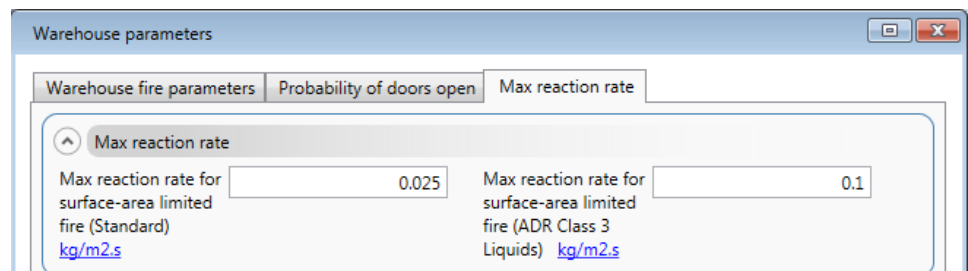 Warehouse parameters
Warehouse fire parameters Probability of doors open Max reaction rate
Max reaction rate
Max reaction rate for
surface-area limited
fire (Standard)
kg/m2.s
0.025
Max reaction rate for
surface-area limited
fire (ADR Class 3
Liquids) kg/m2.s
0.1